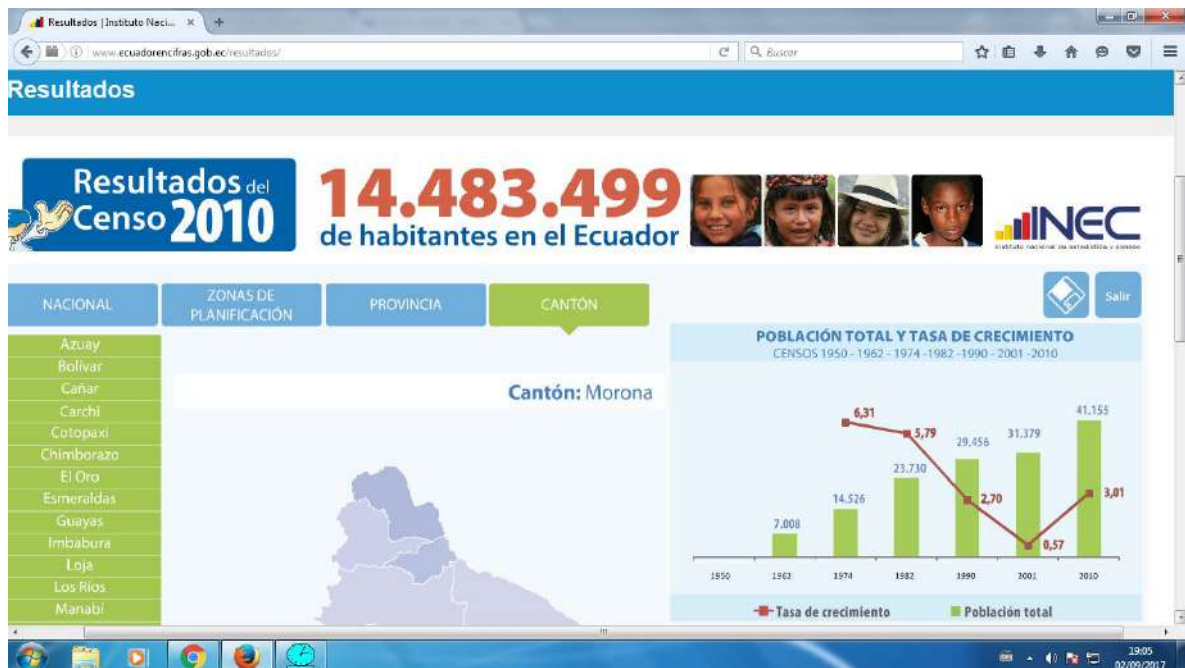 Resultados | Instituto Naci...
www.ecuadorencifras.gob.ec/resultados/
Buscar
Resultados
Resultados del
Censo 2010
14.483.499
de habitantes en el Ecuador
INEC
instituto nacional de estadística y censos
NACIONAL
ZONAS DE
PLANIFICACIÓN
PROVINCIA
CANTÓN
Salir
Azuay
Bolívar
Cañar
Carchi
Cotopaxi
Chimborazo
El Oro
Esmeraldas
Guayas
Imbabura
Loja
Los Ríos
Manabí
Cantón: Morona
POBLACIÓN TOTAL Y TASA DE CRECIMIENTO
CENSOS 1950 - 1962 - 1974 -1982 -1990 - 2001 -2010
6,31
5,79
2,70
0,57
3,01
7.008
14.526
23.730
29.456
31.379
41.155
1950 1962 1974 1982 1990 2001 2010
Tasa de crecimiento Población total
19:05
02/09/2017